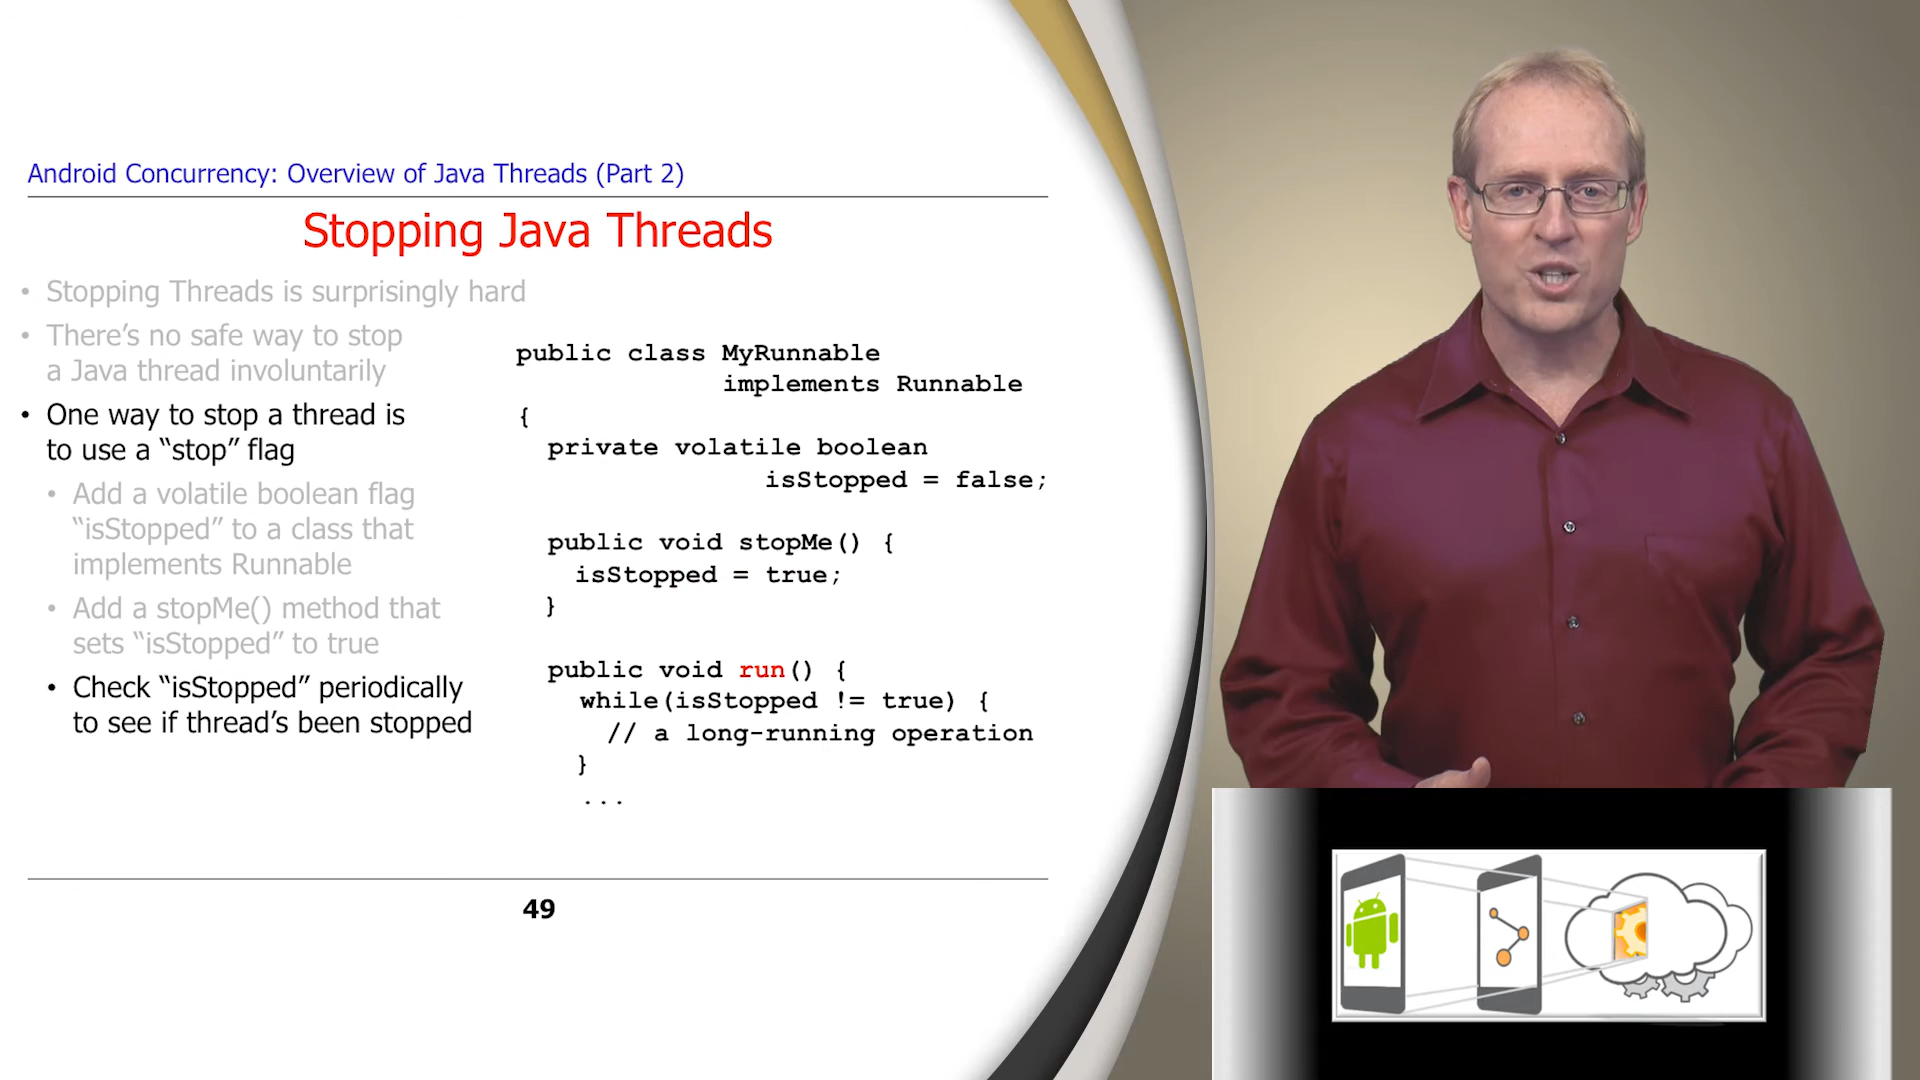 Android Concurrency: Overview of Java Threads (Part 2)
Stopping Java Threads
• Stopping Threads is surprisingly hard
• There’s no safe way to stop
a Java thread involuntarily
• One way to stop a thread is
to use a “stop” flag
• Add a volatile boolean flag
“isStopped” to a class that
implements Runnable
• Add a stopMe() method that
sets “isStopped” to true
• Check “isStopped” periodically
to see if thread’s been stopped
public class MyRunnable
implements Runnable
{
private volatile boolean
isStopped = false;
public void stopMe() {
isStopped = true;
}
public void run() {
while(isStopped != true) {
// a long-running operation
}
...
49